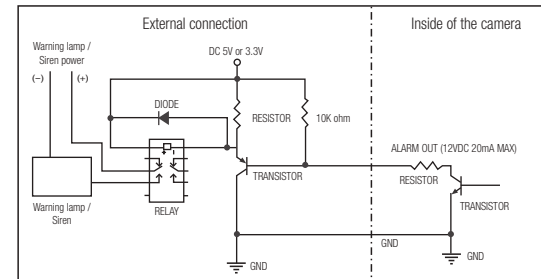 External connection
Inside of the camera
Warning lamp /
Siren power
(−) (+)
DC 5V or 3.3V
DIODE
RESISTOR
10K ohm
ALARM OUT (12VDC 20mA MAX)
+ −
TRANSISTOR
RESISTOR
Warning lamp /
Siren
RELAY
TRANSISTOR
GND
GND
GND